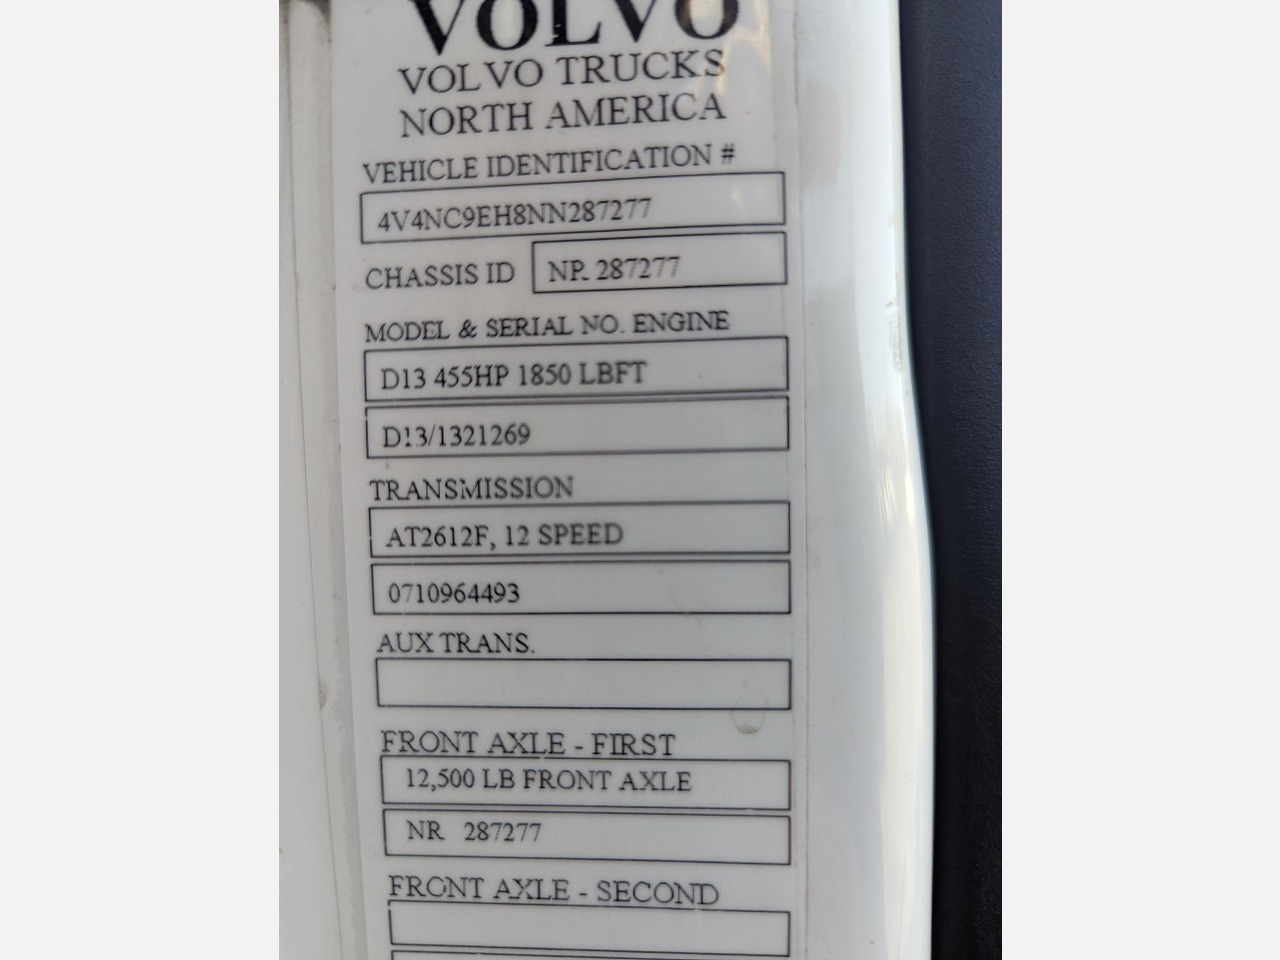 VOLVO
VOLVO TRUCKS
NORTH AMERICA
VEHICLE IDENTIFICATION #
4V4NC9EH8NN287277
CHASSIS ID NR 287277
MODEL & SERIAL NO. ENGINE
D13 455HP 1850 LBFT
D13/1321269
TRANSMISSION
AT2612F, 12 SPEED
0710964493
AUX TRANS.
FRONT AXLE - FIRST
12,500 LB FRONT AXLE
NR 287277
FRONT AXLE - SECOND